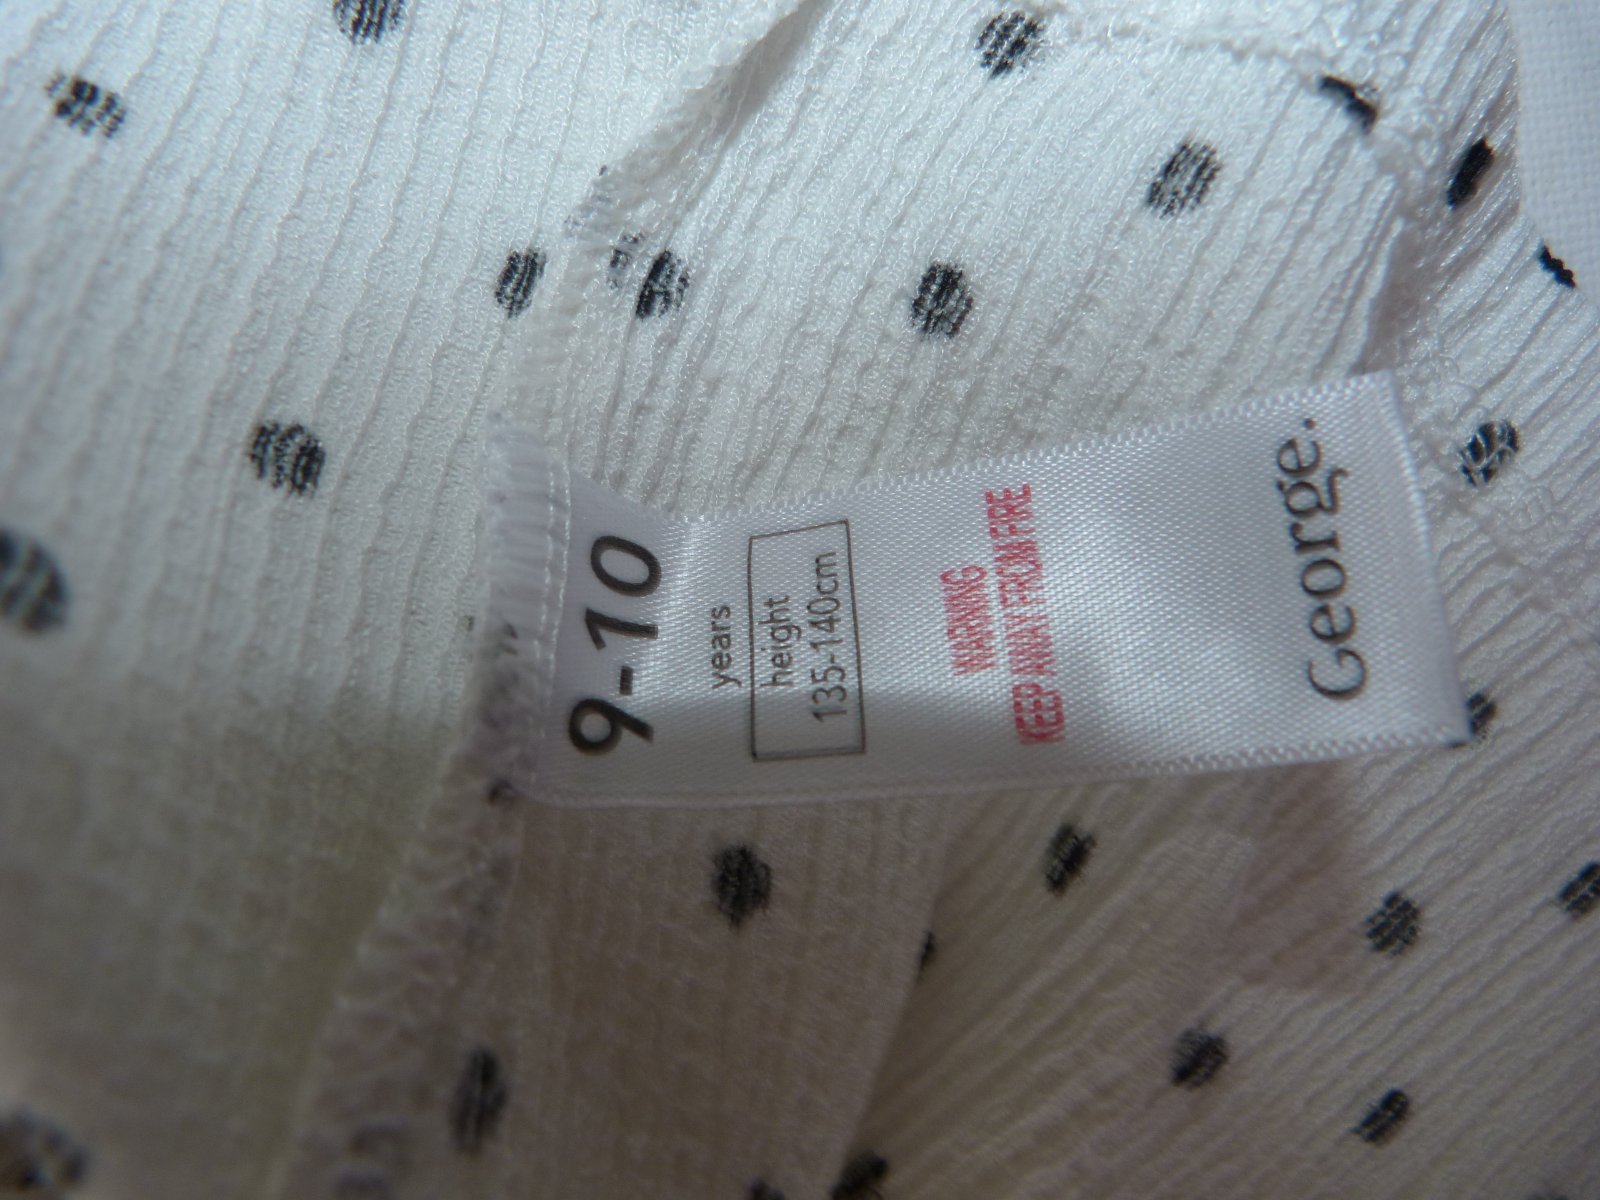 9-10
years
height
135-140cm
WARNING
KEEP AWAY FROM FIRE
George.